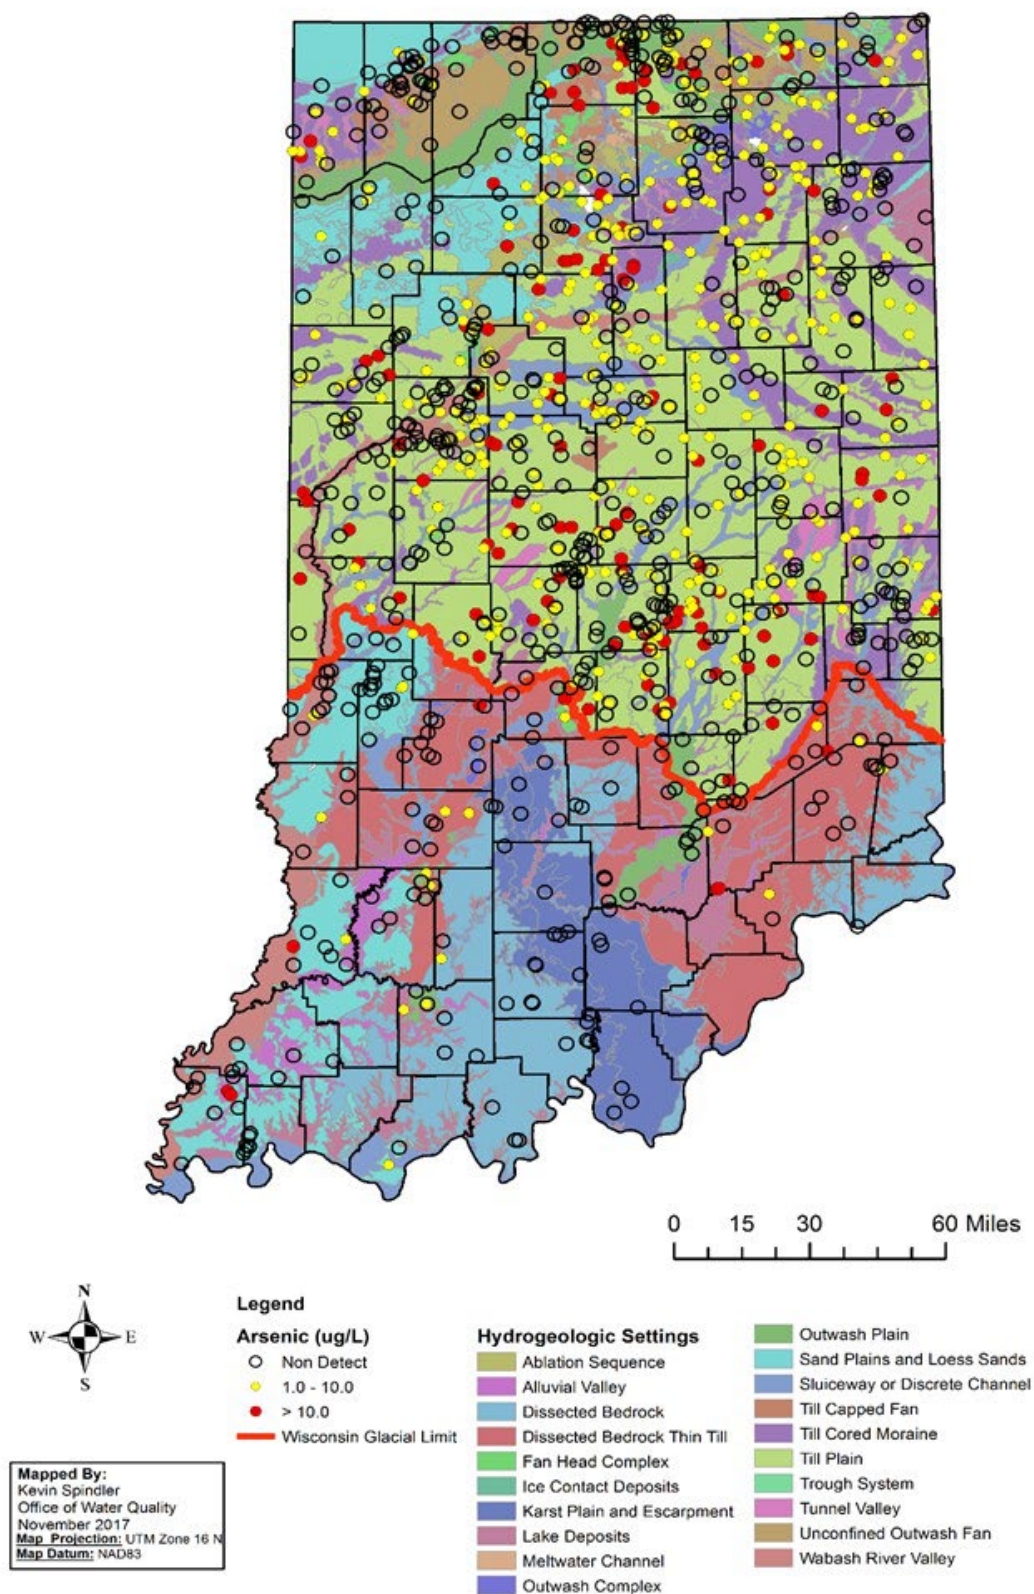 0 15 30 60 Miles
N
W E
S
Legend
Arsenic (ug/L)
Non Detect
1.0 - 10.0
> 10.0
Wisconsin Glacial Limit
Hydrogeologic Settings
Ablation Sequence
Alluvial Valley
Dissected Bedrock
Dissected Bedrock Thin Till
Fan Head Complex
Ice Contact Deposits
Karst Plain and Escarpment
Lake Deposits
Meltwater Channel
Outwash Complex
Outwash Plain
Sand Plains and Loess Sands
Sluiceway or Discrete Channel
Till Capped Fan
Till Cored Moraine
Till Plain
Trough System
Tunnel Valley
Unconfined Outwash Fan
Wabash River Valley
Mapped By:
Kevin Spindler
Office of Water Quality
November 2017
Map Projection: UTM Zone 16 N
Map Datum: NAD83